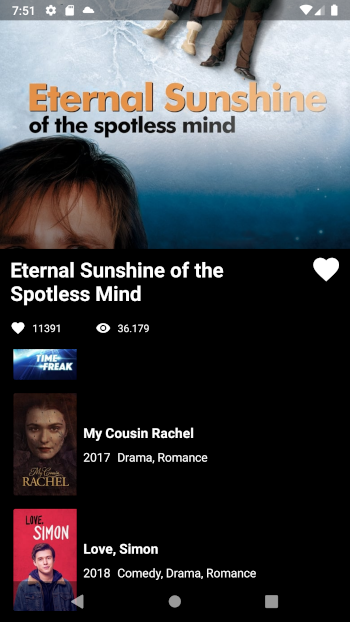 7:51
Eternal Sunshine
of the spotless mind
Eternal Sunshine of the
Spotless Mind
11391 36.179
TIME FREAK
My Cousin Rachel
2017 Drama, Romance
My Cousin
RACHEL
LOVE,
SIMON
Love, Simon
2018 Comedy, Drama, Romance